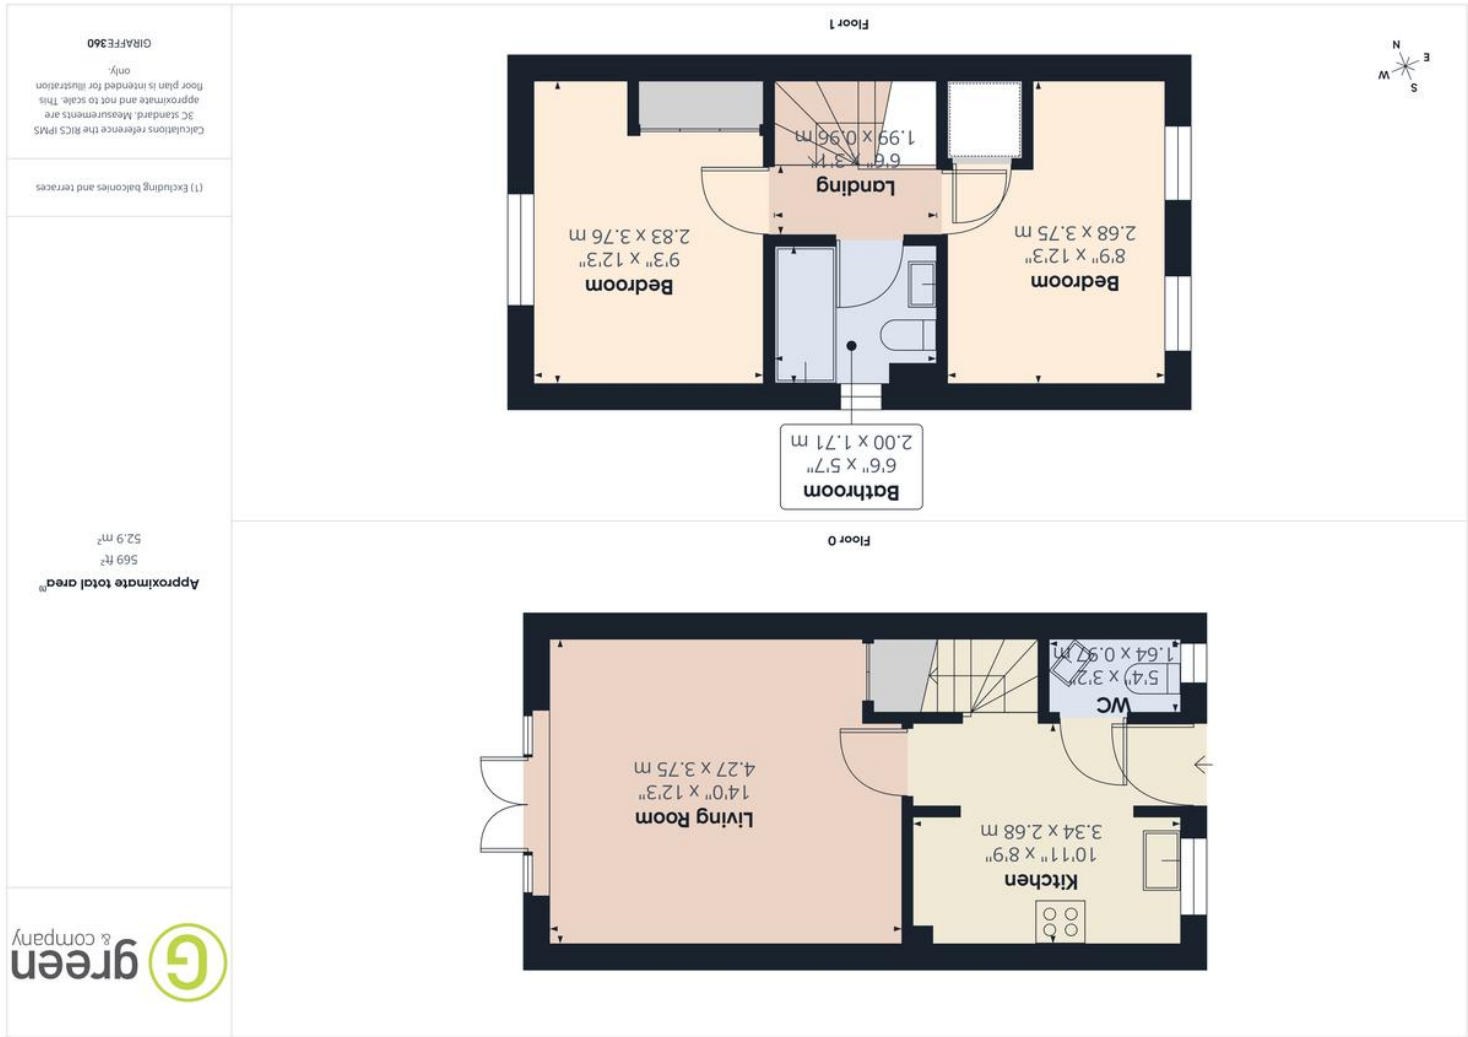 Kitchen
10'11" x 8'9"
3.34 x 2.68 m
Living Room
14'0" x 12'3"
4.27 x 3.75 m
WC
5'4" x 3'2"
1.64 x 0.97 m
Floor 0
Bathroom
6'6" x 5'7"
2.00 x 1.71 m
Bedroom
8'9" x 12'3"
2.68 x 3.75 m
Bedroom
9'3" x 12'3"
2.83 x 3.76 m
Landing
6'6" x 3'1"
1.99 x 0.96 m
S
W
E
N
Floor 1
G green
& company
Approximate total area(1)
569 ft²
52.9 m²
(1) Excluding balconies and terraces
Calculations reference the RICS IPMS
3C standard. Measurements are
approximate and not to scale. This
floor plan is intended for illustration
only.
GIRAFFE360